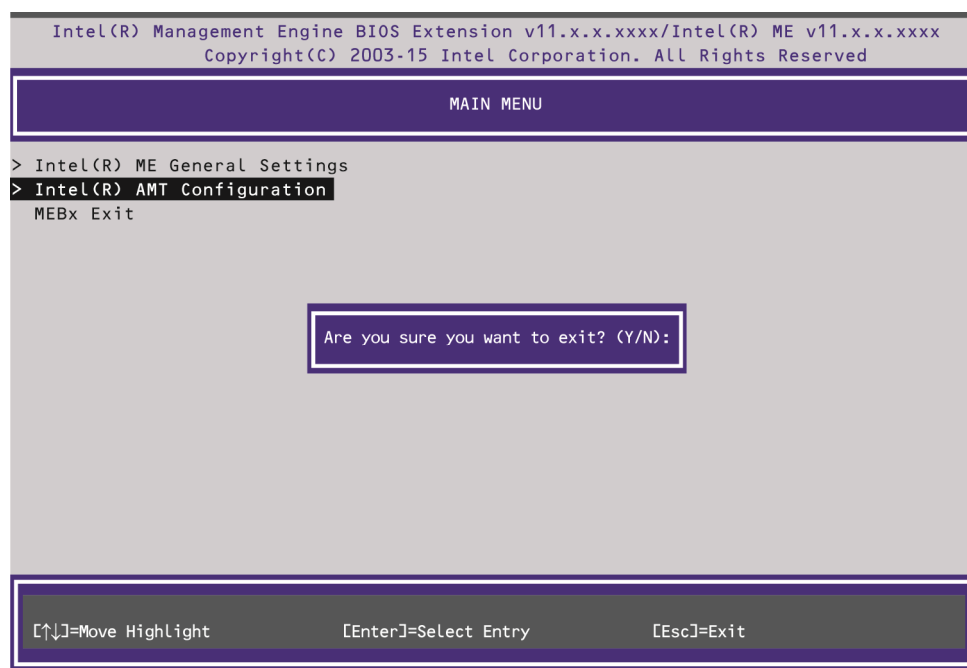 Intel(R) Management Engine BIOS Extension v11.x.x.xxxx/Intel(R) ME v11.x.x.xxxx
Copyright(C) 2003-15 Intel Corporation. All Rights Reserved
MAIN MENU
> Intel(R) ME General Settings
> Intel(R) AMT Configuration
MEBx Exit
Are you sure you want to exit? (Y/N):
[↑↓]=Move Highlight [Enter]=Select Entry [Esc]=Exit